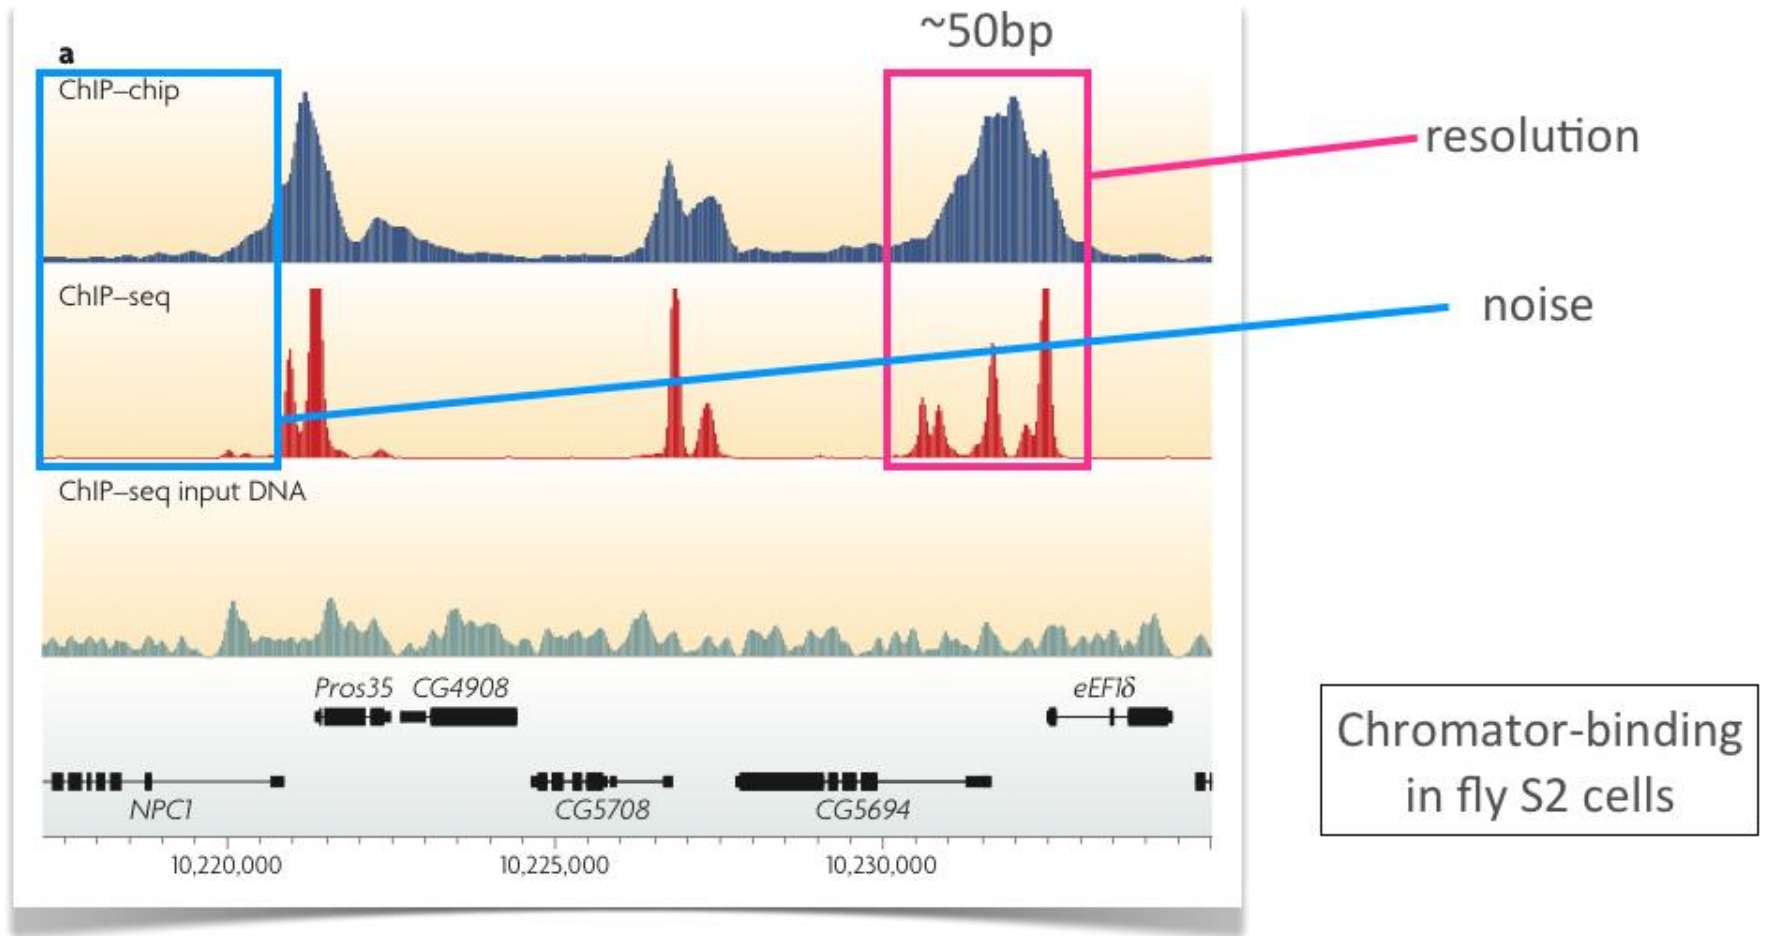 ~50bp
a
ChIP–chip
resolution
ChIP–seq
noise
ChIP–seq input DNA
Pros35 CG4908
eEF1δ
NPC1
CG5708
CG5694
10,220,000
10,225,000
10,230,000
Chromator-binding
in fly S2 cells